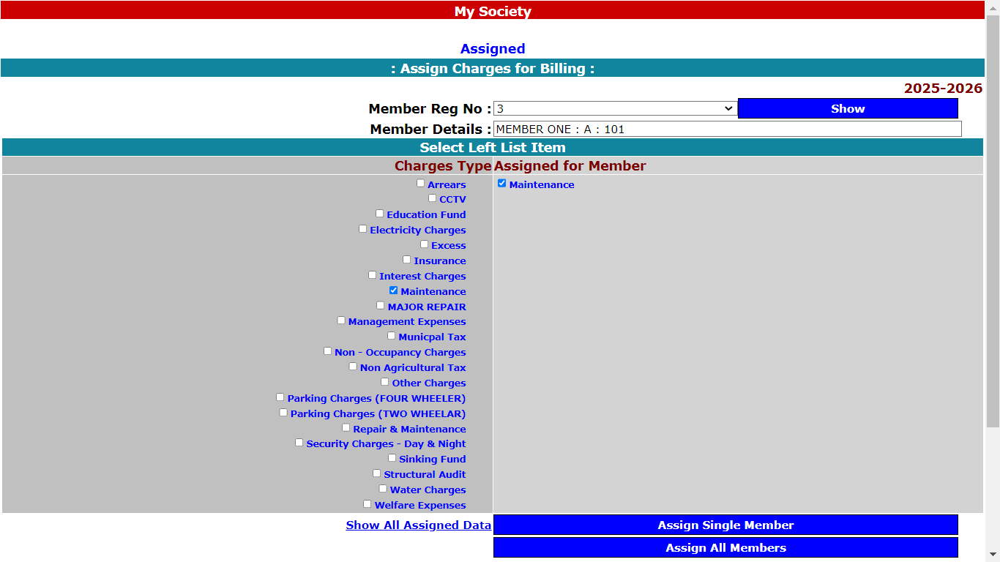 My Society
Assigned
: Assign Charges for Billing :
2025-2026
Member Reg No : 3 Show
Member Details : MEMBER ONE : A : 101
Select Left List Item
Charges Type Assigned for Member
Arrears Maintenance
CCTV
Education Fund
Electricity Charges
Excess
Insurance
Interest Charges
Maintenance
MAJOR REPAIR
Management Expenses
Municpal Tax
Non - Occupancy Charges
Non Agricultural Tax
Other Charges
Parking Charges (FOUR WHEELER)
Parking Charges (TWO WHEELAR)
Repair & Maintenance
Security Charges - Day & Night
Sinking Fund
Structural Audit
Water Charges
Welfare Expenses
Show All Assigned Data Assign Single Member
Assign All Members